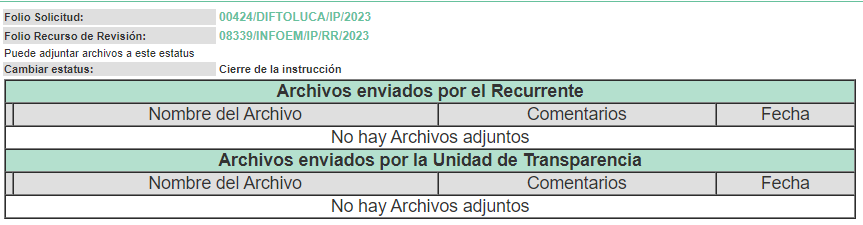 Folio Solicitud: 00424/DIFTOLUCA/IP/2023
Folio Recurso de Revisión: 08339/INFOEM/IP/RR/2023
Puede adjuntar archivos a este estatus
Cambiar estatus: Cierre de la instrucción
Archivos enviados por el Recurrente
Nombre del Archivo Comentarios Fecha
No hay Archivos adjuntos
Archivos enviados por la Unidad de Transparencia
Nombre del Archivo Comentarios Fecha
No hay Archivos adjuntos